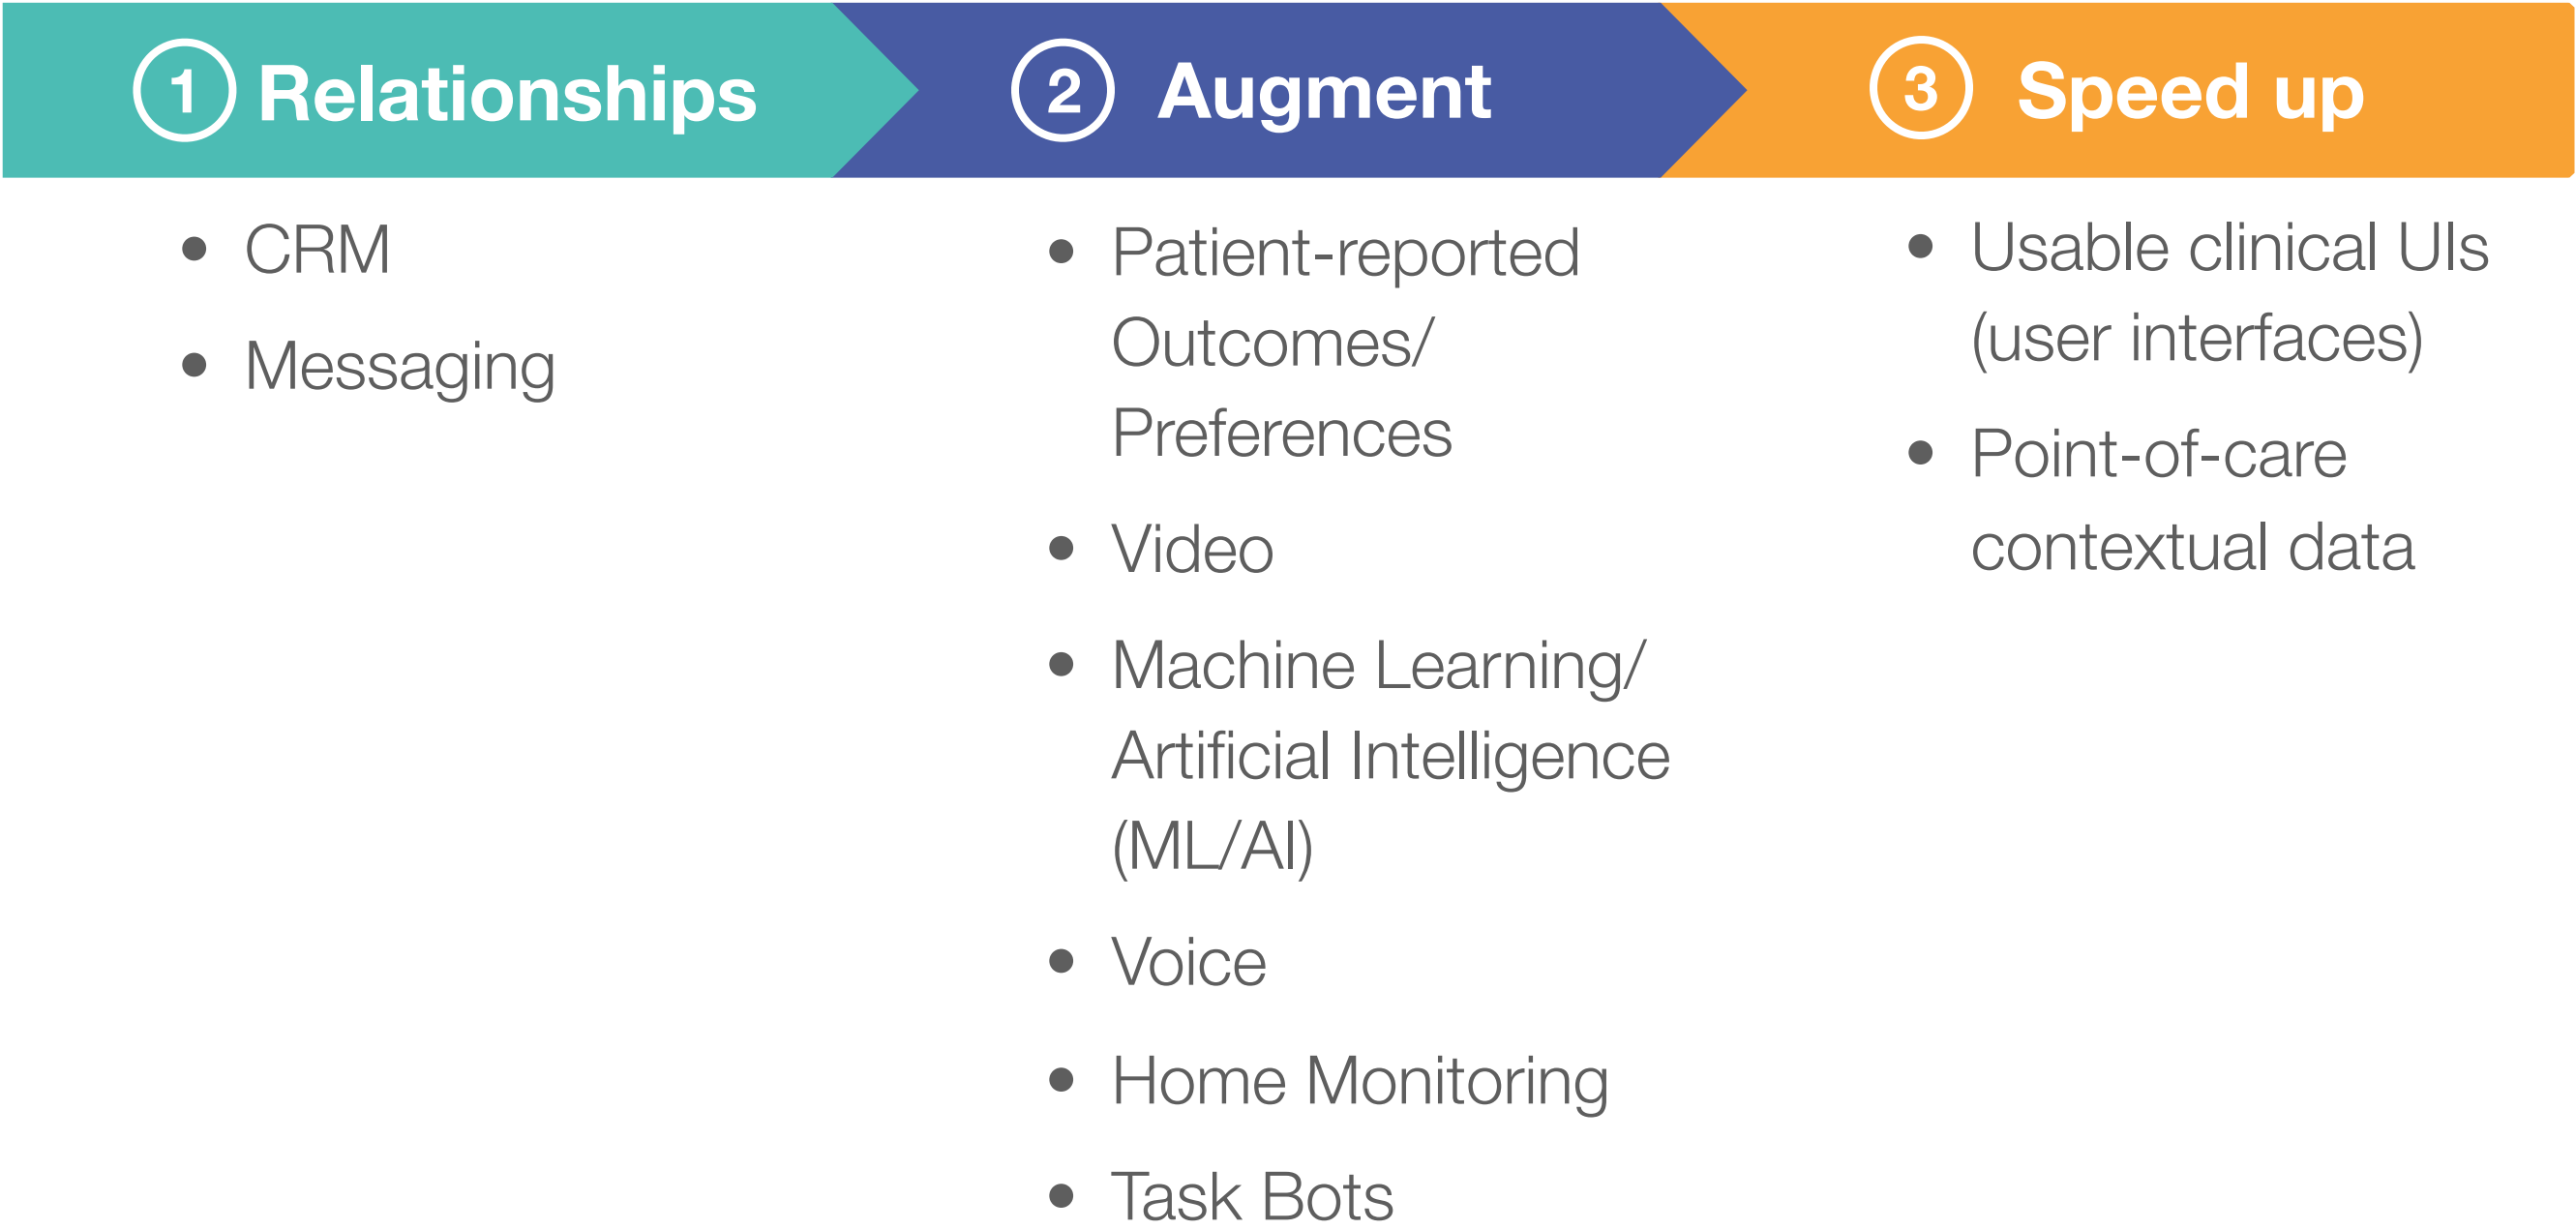 1 Relationships
• CRM
• Messaging
2 Augment
• Patient-reported
Outcomes/
Preferences
• Video
• Machine Learning/
Artificial Intelligence
(ML/AI)
• Voice
• Home Monitoring
• Task Bots
3 Speed up
• Usable clinical UIs
(user interfaces)
• Point-of-care
contextual data